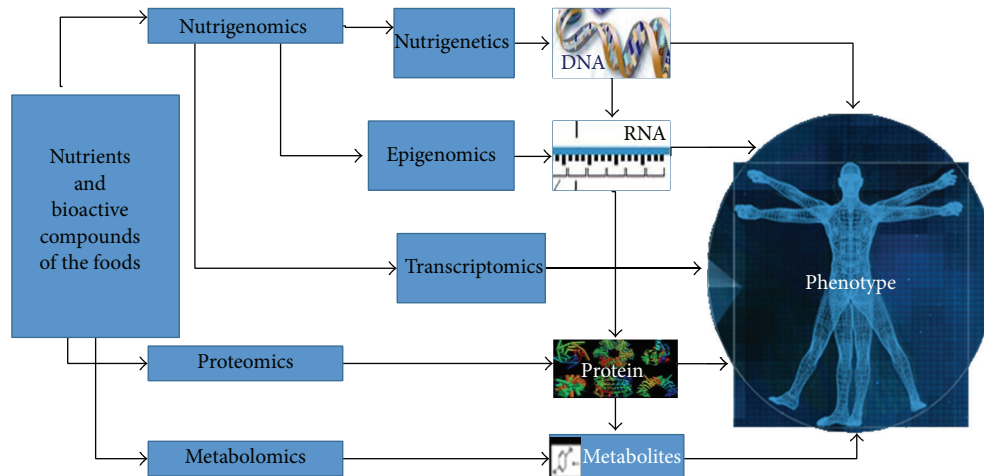 Nutrigenomics
Nutrigenetics
DNA
Nutrients
and
bioactive
compounds
of the foods
Epigenomics
RNA
Transcriptomics
Phenotype
Proteomics
Protein
Metabolomics
Metabolites